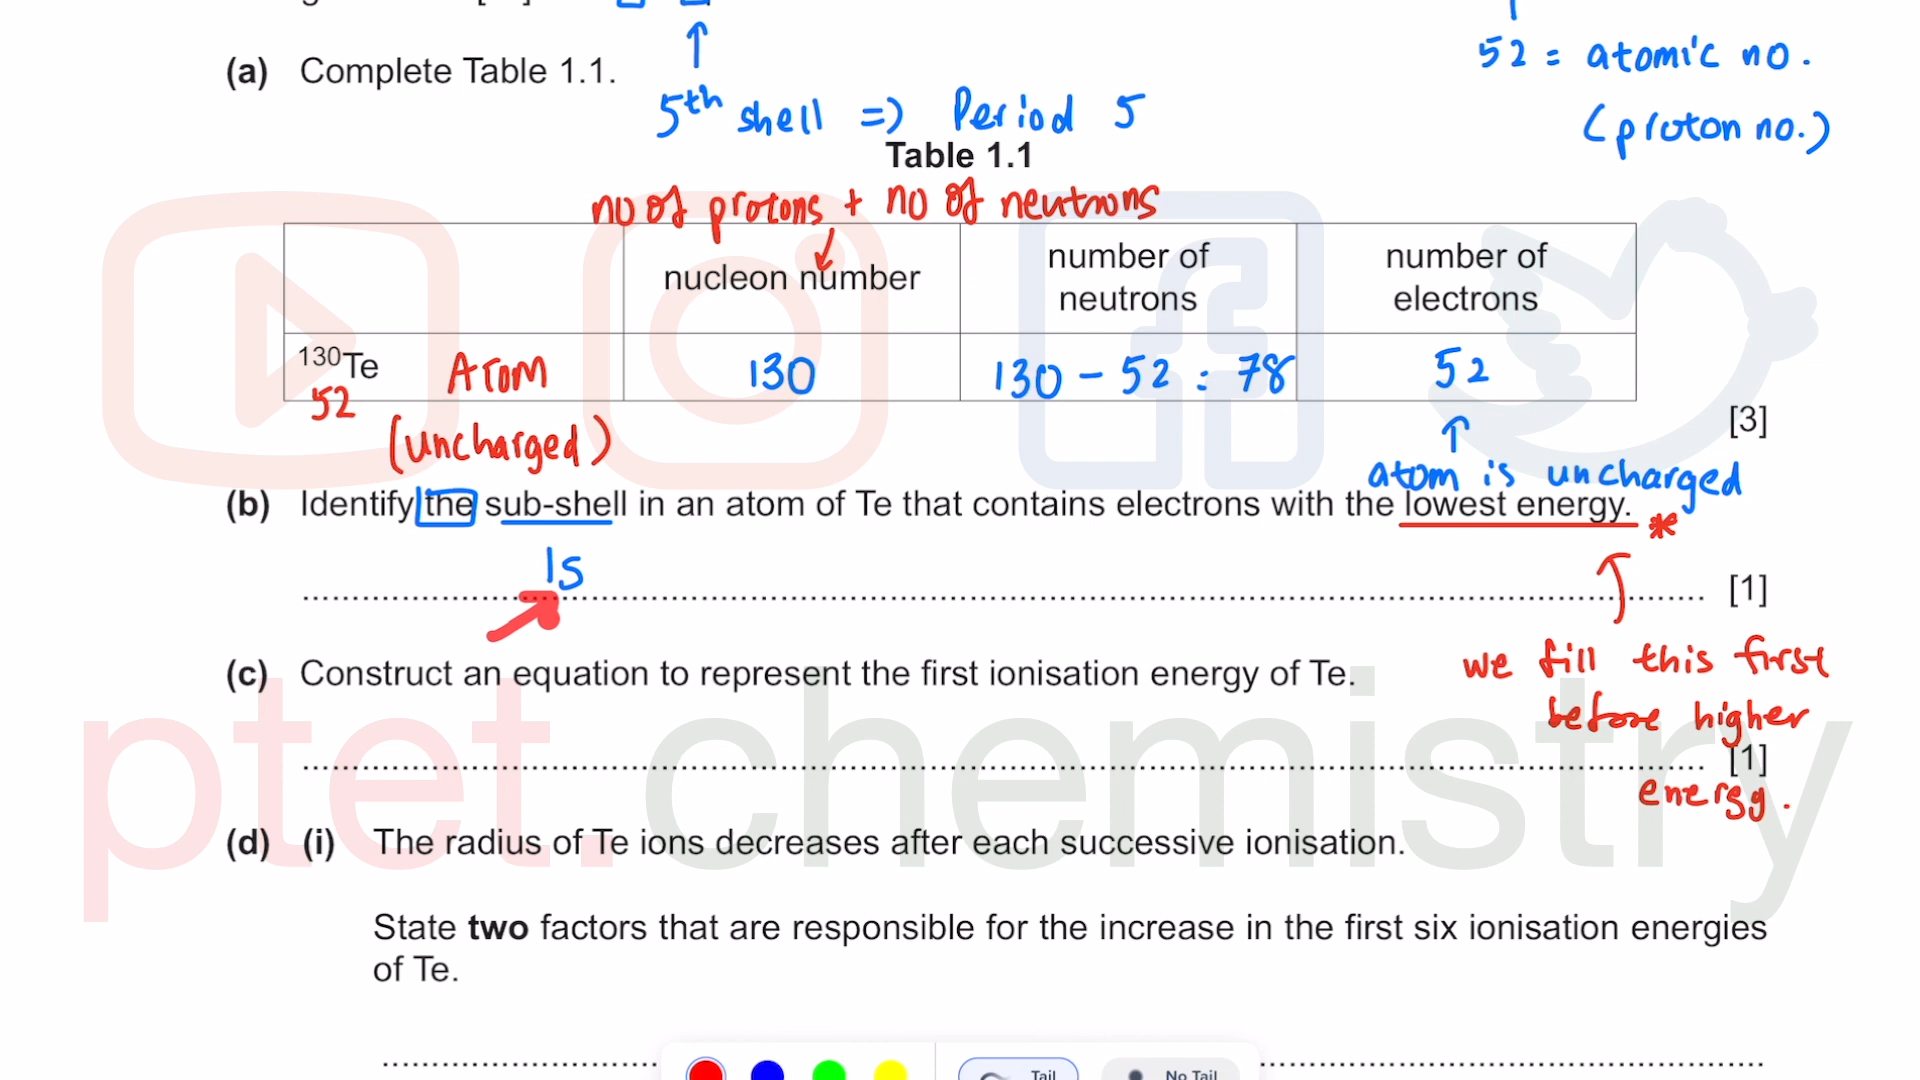 52 = atomic no.
(proton no.)
(a) Complete Table 1.1.
5th shell => Period 5
Table 1.1
no of protons + no of neutrons
nucleon number
number of neutrons
number of electrons
130Te
52
Atom
(uncharged)
130
130 - 52 = 78
52
[3]
atom is uncharged
(b) Identify the sub-shell in an atom of Te that contains electrons with the lowest energy. *
1s
[1]
we fill this first
before higher
energy.
(c) Construct an equation to represent the first ionisation energy of Te.
[1]
ptet.chemistry
(d) (i) The radius of Te ions decreases after each successive ionisation.
State two factors that are responsible for the increase in the first six ionisation energies
of Te.
Tail
No Tail